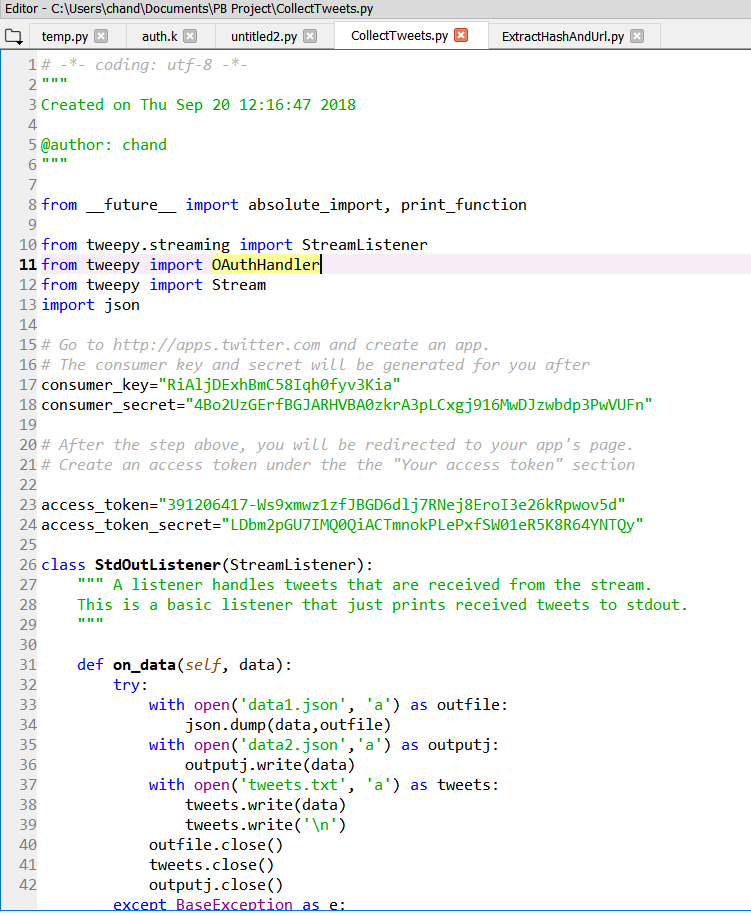 Editor - C:\Users\chand\Documents\PB Project\CollectTweets.py
temp.py auth.k untitled2.py CollectTweets.py ExtractHashAndUrl.py
1 # -*- coding: utf-8 -*-
2 """
3 Created on Thu Sep 20 12:16:47 2018
4
5 @author: chand
6 """
7
8 from __future__ import absolute_import, print_function
9
10 from tweepy.streaming import StreamListener
11 from tweepy import OAuthHandler
12 from tweepy import Stream
13 import json
14
15 # Go to http://apps.twitter.com and create an app.
16 # The consumer key and secret will be generated for you after
17 consumer_key="RiAljDExhBmC58Iqh0fyv3Kia"
18 consumer_secret="4Bo2UzGErfBGJARHVBA0zkrA3pLCxgj916MwDJzwbdp3PwVUFn"
19
20 # After the step above, you will be redirected to your app's page.
21 # Create an access token under the the "Your access token" section
22
23 access_token="391206417-Ws9xmwz1zfJBGD6dlj7RNej8EroI3e26kRpwov5d"
24 access_token_secret="LDbm2pGU7IMQ0QiACTmnokPLePxfSW01eR5K8R64YNTQy"
25
26 class StdOutListener(StreamListener):
27     """ A listener handles tweets that are received from the stream.
28     This is a basic listener that just prints received tweets to stdout.
29     """
30
31     def on_data(self, data):
32         try:
33             with open('data1.json', 'a') as outfile:
34                 json.dump(data,outfile)
35             with open('data2.json','a') as outputj:
36                 outputj.write(data)
37             with open('tweets.txt', 'a') as tweets:
38                 tweets.write(data)
39                 tweets.write('\n')
40             outfile.close()
41             tweets.close()
42             outputj.close()
        except BaseException as e: